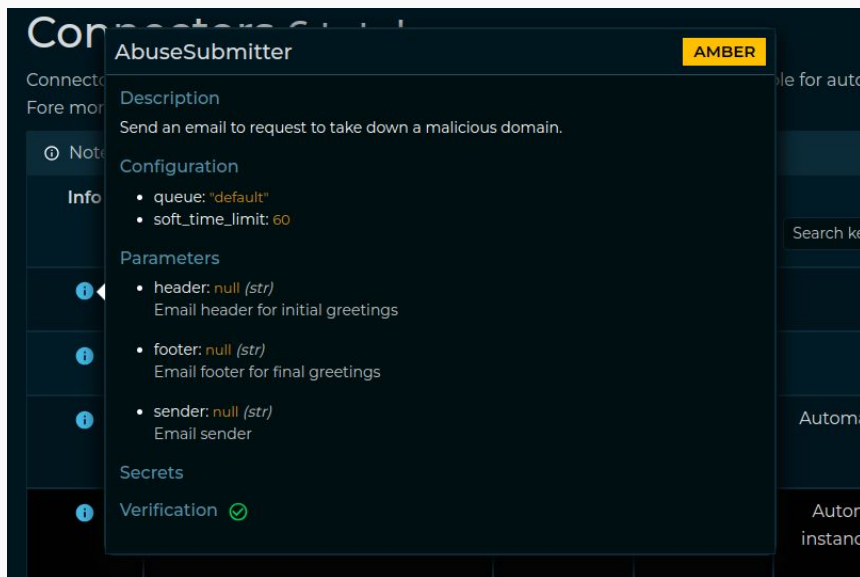 Con
AbuseSubmitter
AMBER
Connect
le for auto
Description
Fore mor
Send an email to request to take down a malicious domain.
Note
Configuration
Info
queue: "default"
soft_time_limit: 60
Search ke
Parameters
header: null (str)
Email header for initial greetings
footer: null (str)
Email footer for final greetings
sender: null (str)
Email sender
Automa
Secrets
Verification
Autor
instanc